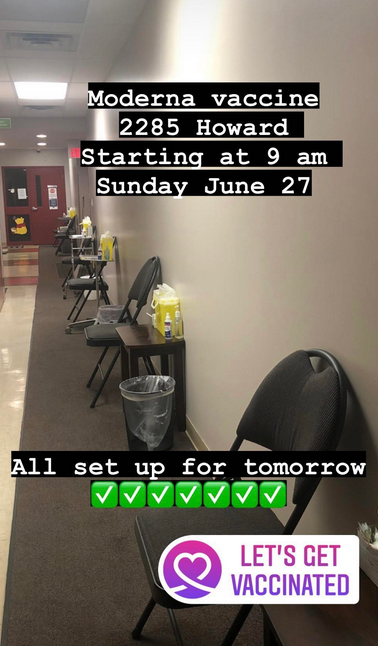 Moderna vaccine
2285 Howard
Starting at 9 am
Sunday June 27
All set up for tomorrow
LET'S GET
VACCINATED